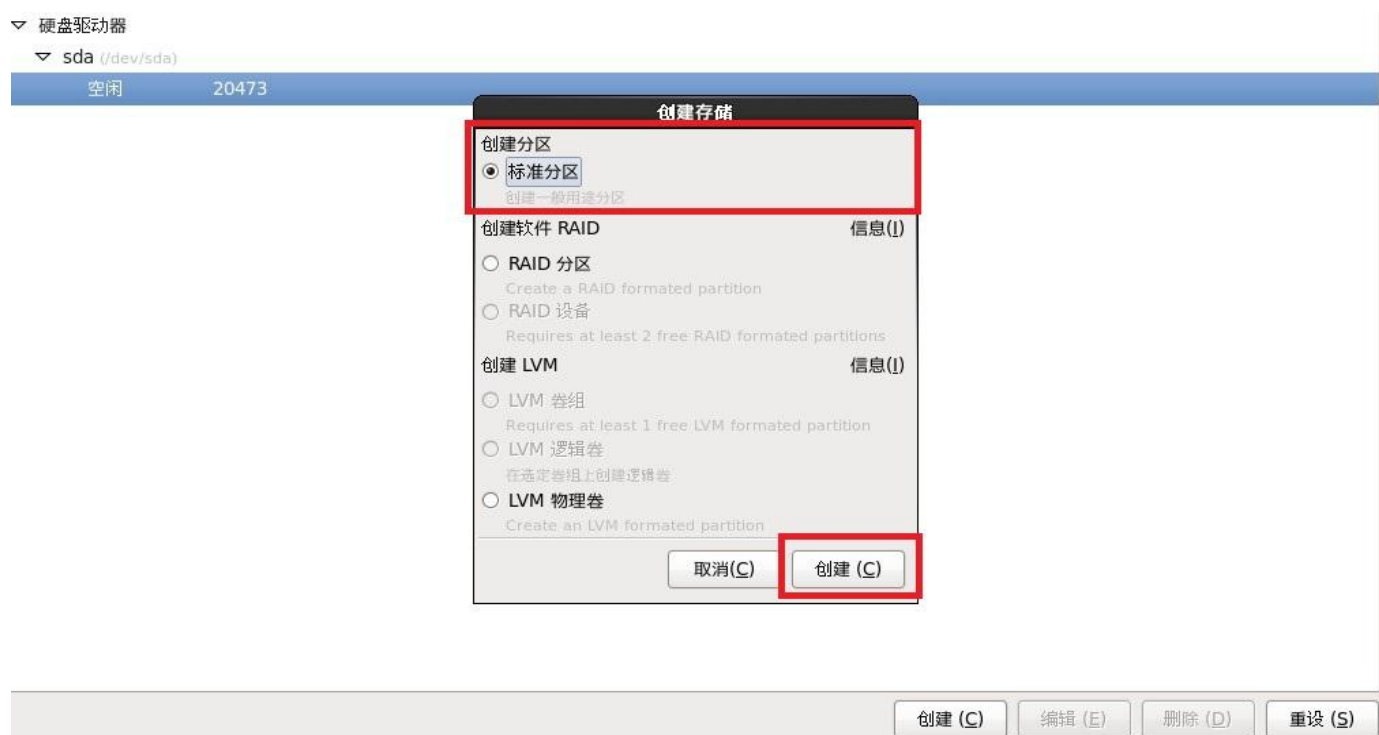 硬盘驱动器
sda (/dev/sda)
空闲 20473
创建存储
创建分区
标准分区
创建一般用途分区
创建软件 RAID 信息(I)
RAID 分区
Create a RAID formated partition
RAID 设备
Requires at least 2 free RAID formated partitions
创建 LVM 信息(I)
LVM 卷组
Requires at least 1 free LVM formated partition
LVM 逻辑卷
在选定卷组上创建逻辑卷
LVM 物理卷
Create an LVM formated partition
取消(C) 创建 (C)
创建 (C) 编辑 (E) 删除 (D) 重设 (S)